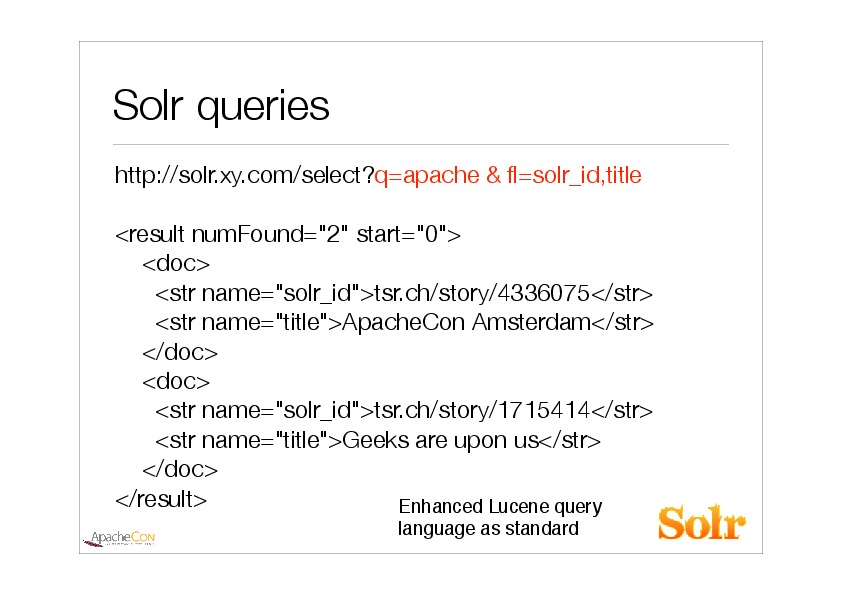 Solr queries
http://solr.xy.com/select?q=apache & fl=solr_id,title
<result numFound="2" start="0">
<doc>
<str name="solr_id">tsr.ch/story/4336075</str>
<str name="title">ApacheCon Amsterdam</str>
</doc>
<doc>
<str name="solr_id">tsr.ch/story/1715414</str>
<str name="title">Geeks are upon us</str>
</doc>
</result>
Enhanced Lucene query
language as standard
Solr
ApacheCon